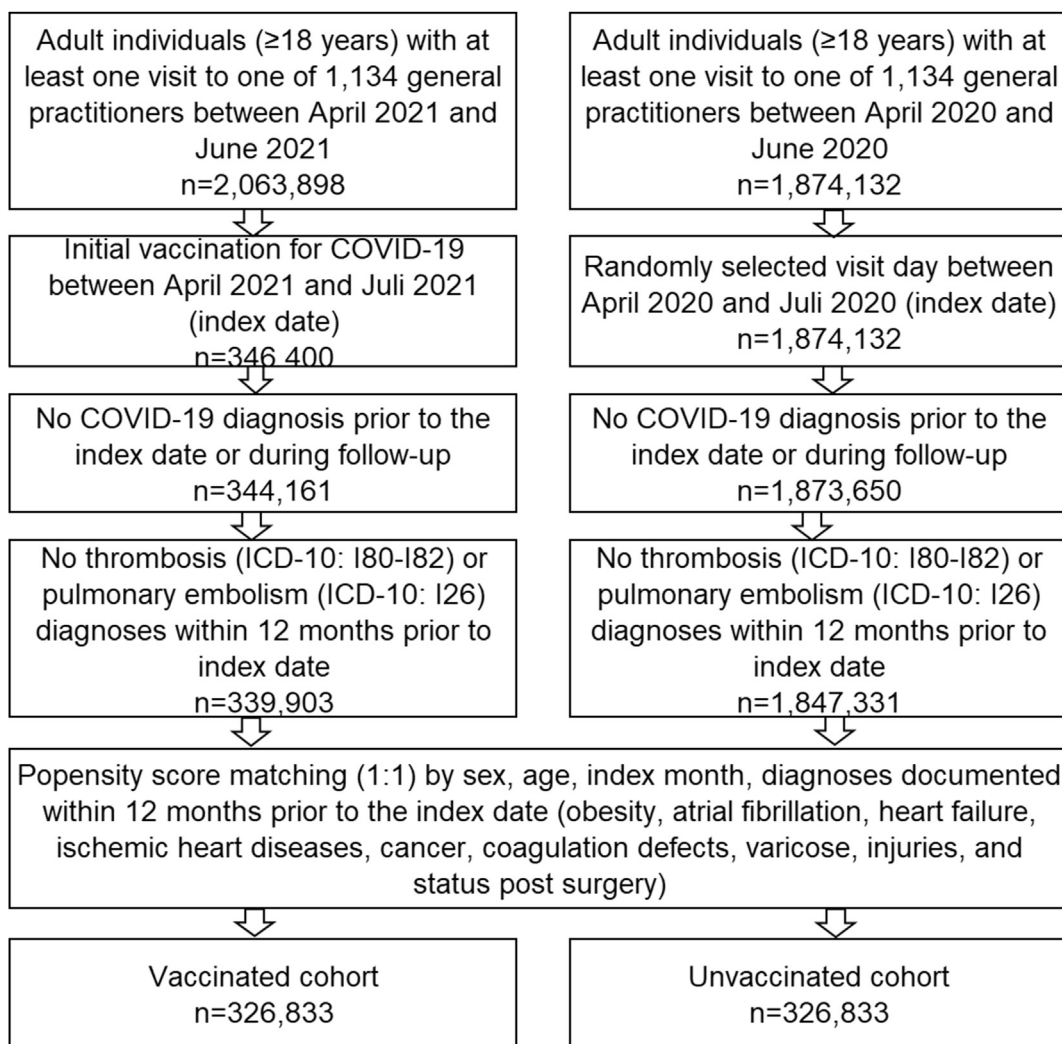 Adult individuals (≥18 years) with at
least one visit to one of 1,134 general
practitioners between April 2021 and
June 2021
n=2,063,898
Adult individuals (≥18 years) with at
least one visit to one of 1,134 general
practitioners between April 2020 and
June 2020
n=1,874,132
Initial vaccination for COVID-19
between April 2021 and Juli 2021
(index date)
n=346,400
Randomly selected visit day between
April 2020 and Juli 2020 (index date)
n=1,874,132
No COVID-19 diagnosis prior to the
index date or during follow-up
n=344,161
No COVID-19 diagnosis prior to the
index date or during follow-up
n=1,873,650
No thrombosis (ICD-10: I80-I82) or
pulmonary embolism (ICD-10: I26)
diagnoses within 12 months prior to
index date
n=339,903
No thrombosis (ICD-10: I80-I82) or
pulmonary embolism (ICD-10: I26)
diagnoses within 12 months prior to
index date
n=1,847,331
Popensity score matching (1:1) by sex, age, index month, diagnoses documented
within 12 months prior to the index date (obesity, atrial fibrillation, heart failure,
ischemic heart diseases, cancer, coagulation defects, varicose, injuries, and
status post surgery)
Vaccinated cohort
n=326,833
Unvaccinated cohort
n=326,833